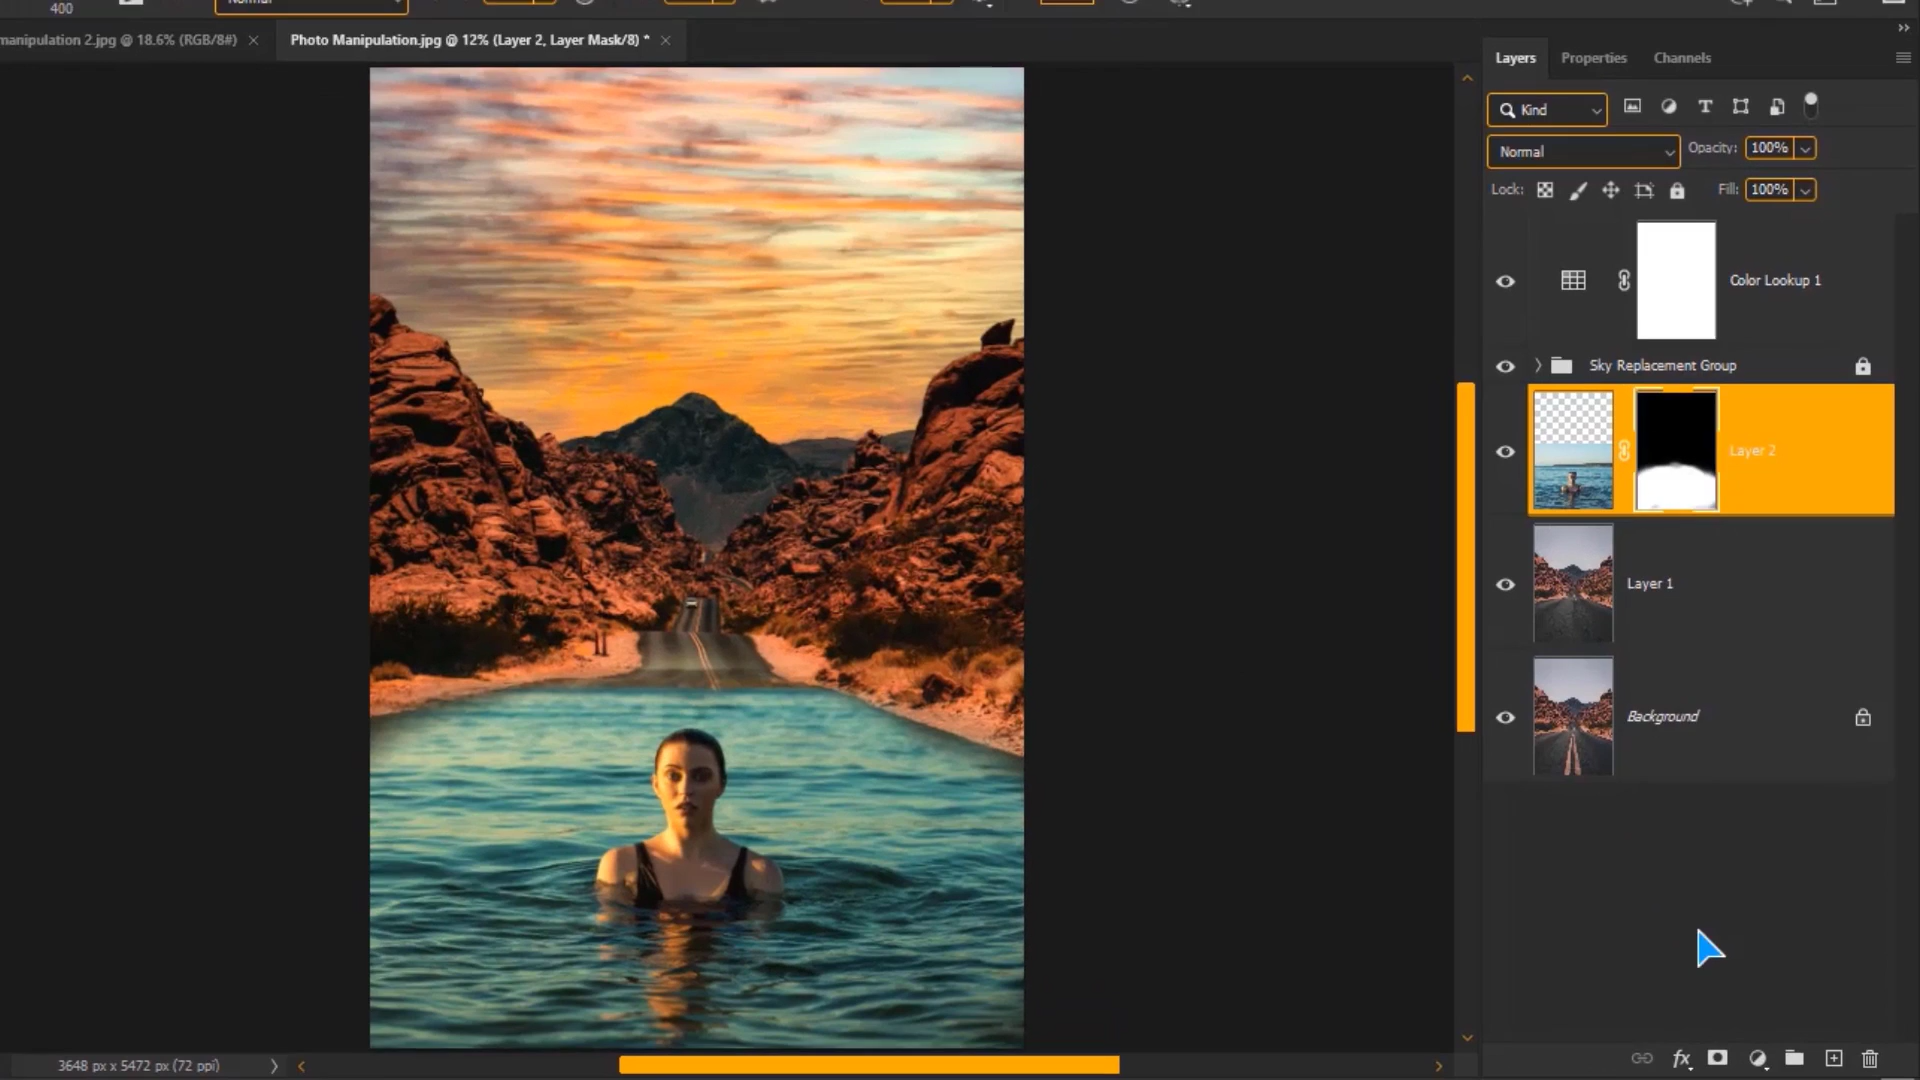 400
Normal
manipulation 2.jpg @ 18.6% (RGB/8#)
Photo Manipulation.jpg @ 12% (Layer 2, Layer Mask/8) *
Layers
Properties
Channels
Kind
Normal
Opacity:
100%
Lock:
Fill:
100%
Color Lookup 1
Sky Replacement Group
Layer 2
Layer 1
Background
3648 px x 5472 px (72 ppi)
fx